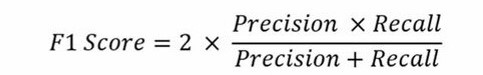 F1 Score = 2 × Precision × Recall / Precision + Recall